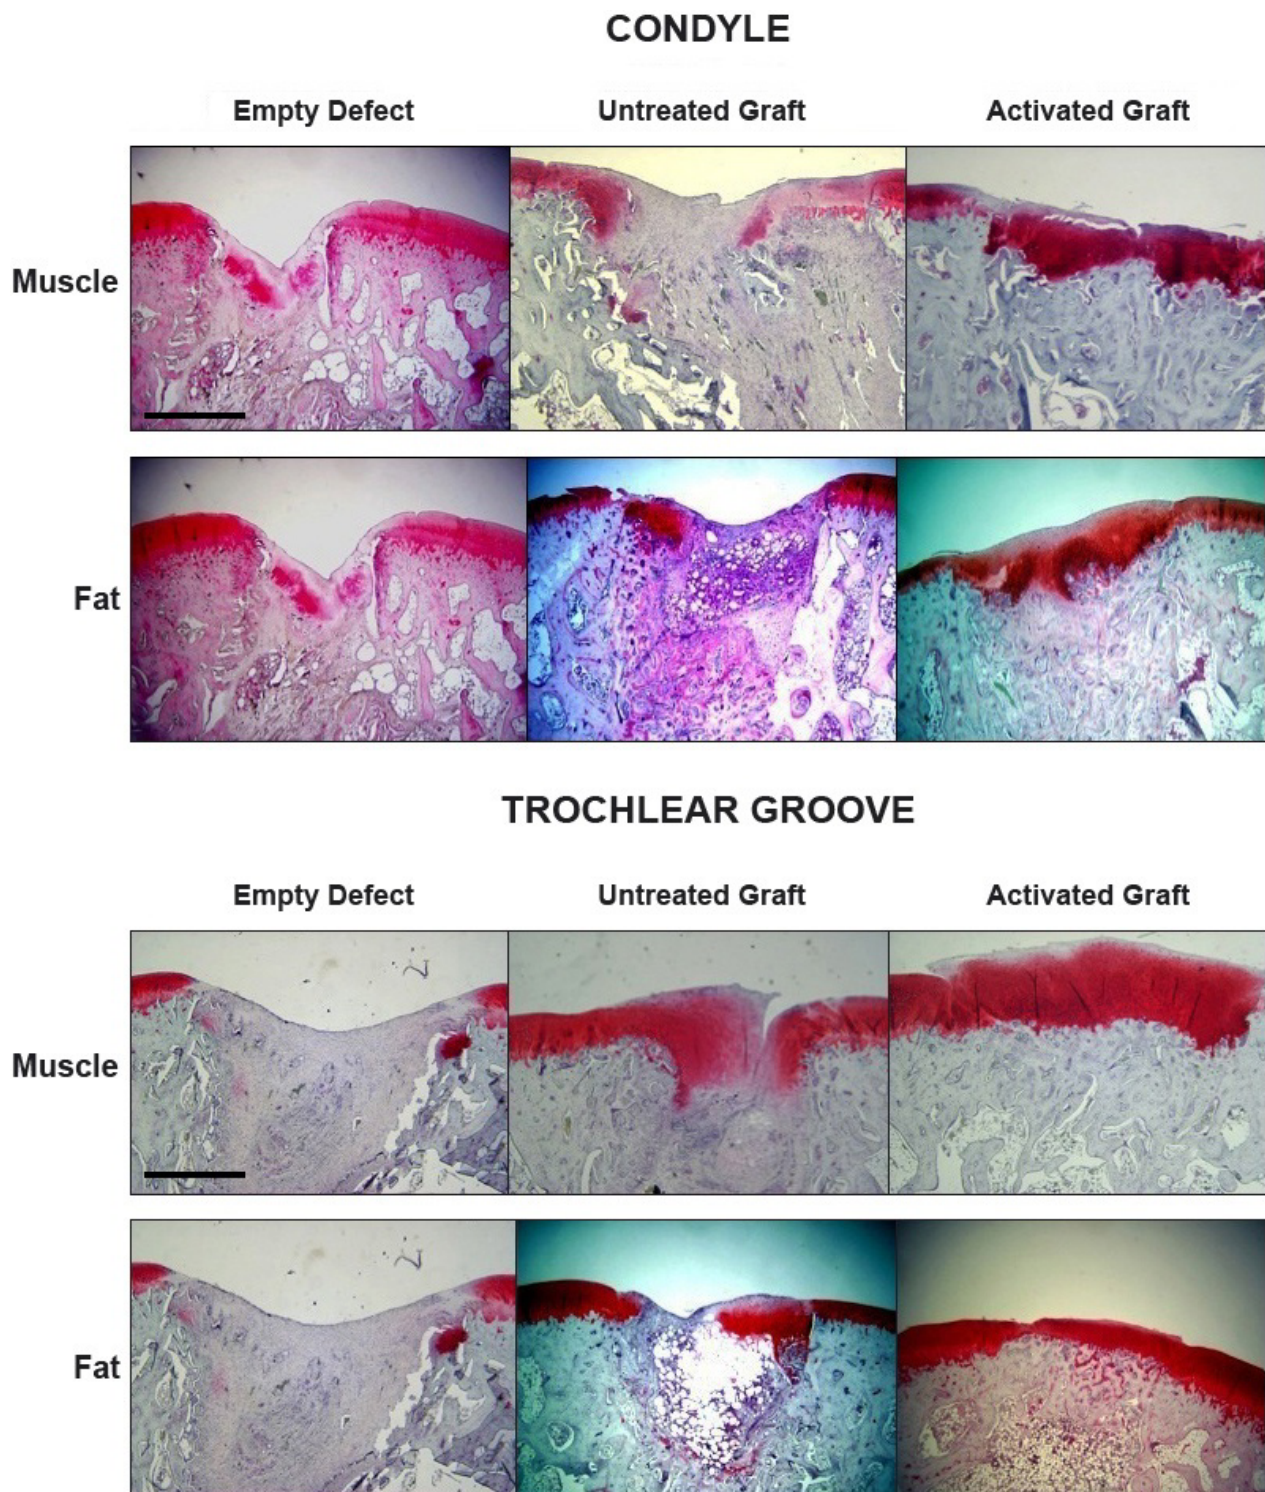 CONDYLE
Empty Defect Untreated Graft Activated Graft
Muscle
Fat
TROCHLEAR GROOVE
Empty Defect Untreated Graft Activated Graft
Muscle
Fat